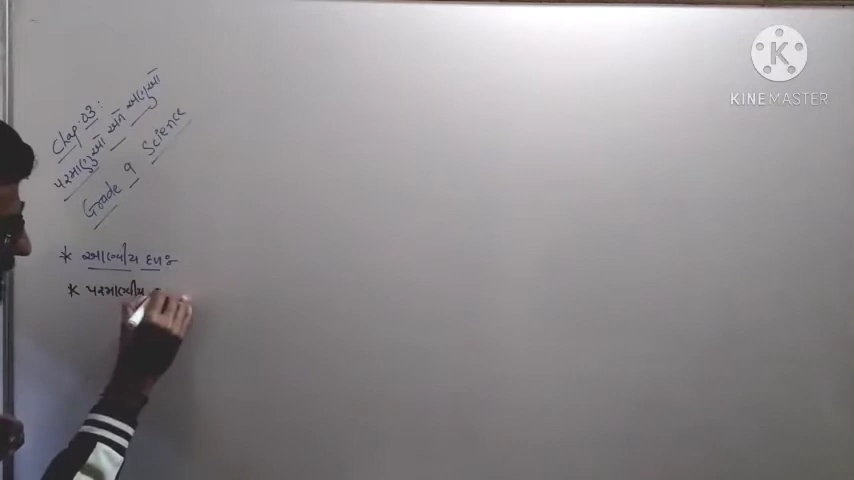 Chap: 03:
પરમાણુઓ અને અણુઓ
Grade 9 Science
* આણ્વીય દળ
* પરમાણ્વીય
K
KINEMASTER